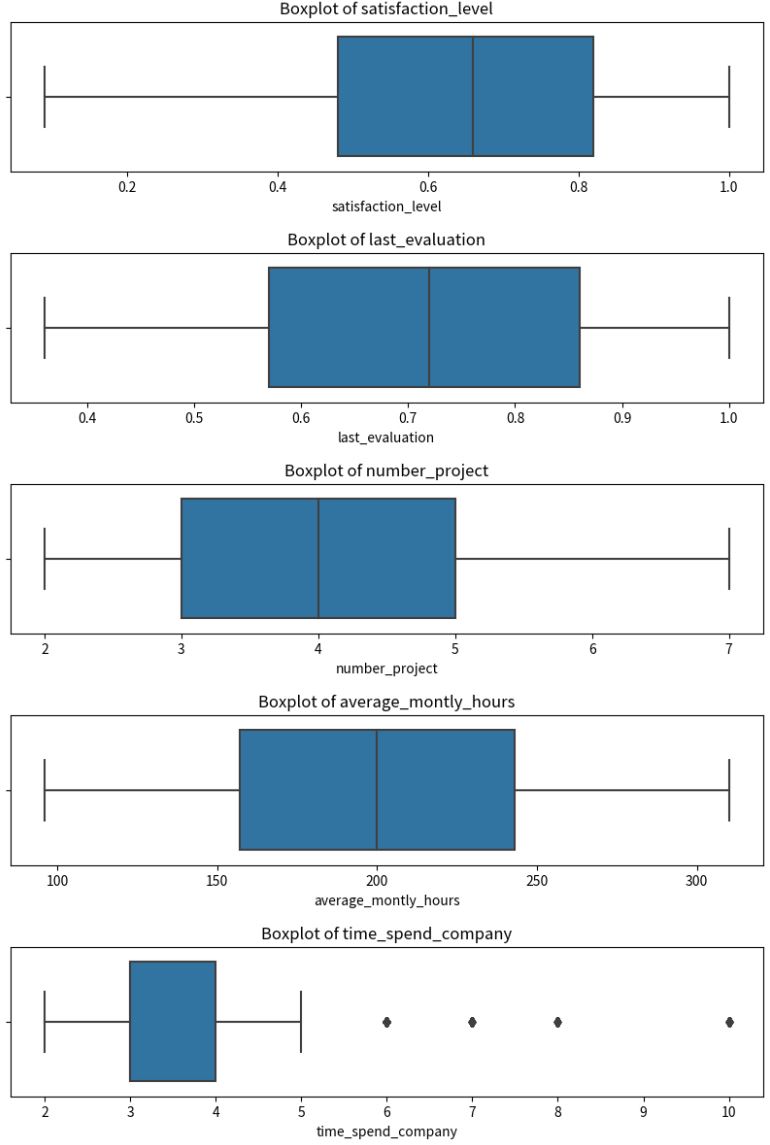 Boxplot of satisfaction_level
0.2 0.4 0.6 0.8 1.0
satisfaction_level
Boxplot of last_evaluation
0.4 0.5 0.6 0.7 0.8 0.9 1.0
last_evaluation
Boxplot of number_project
2 3 4 5 6 7
number_project
Boxplot of average_montly_hours
100 150 200 250 300
average_montly_hours
Boxplot of time_spend_company
2 3 4 5 6 7 8 9 10
time_spend_company